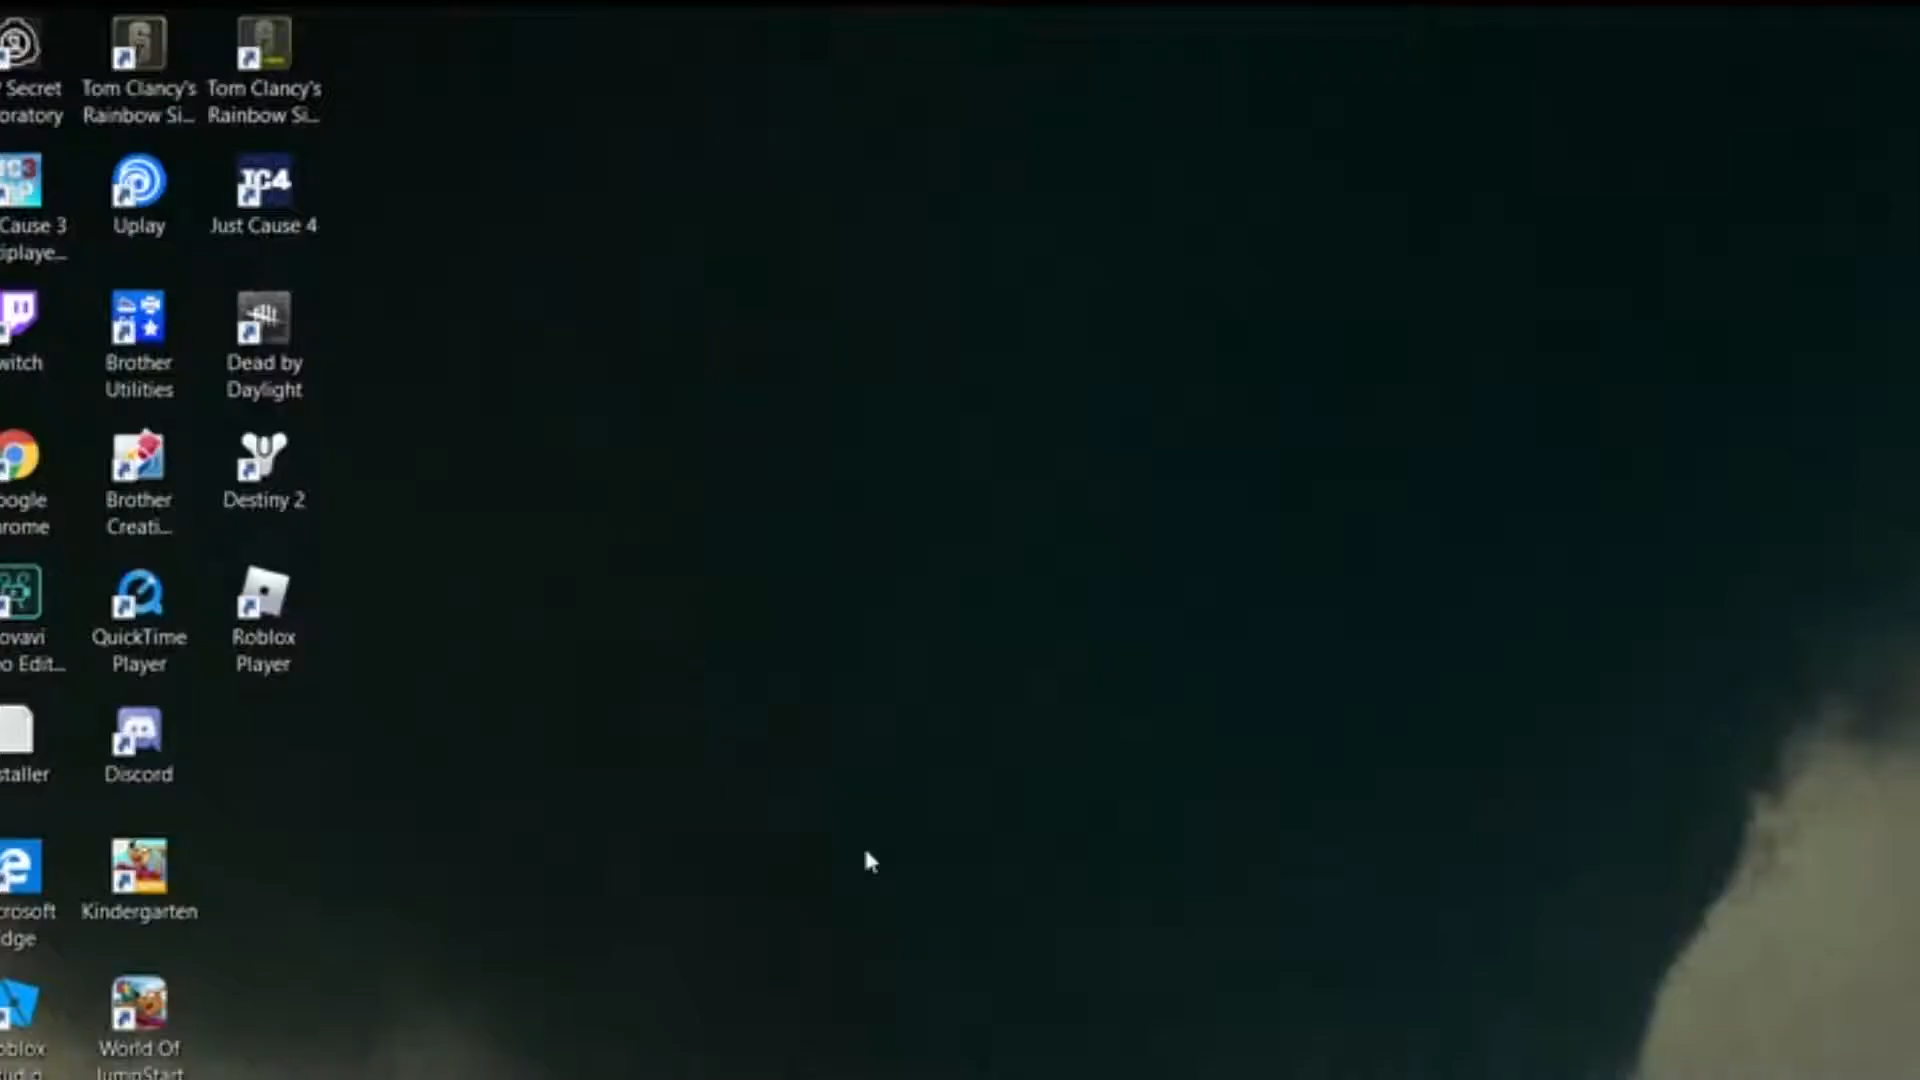 Secret
oratory
Tom Clancy's
Rainbow Si...
Tom Clancy's
Rainbow Si...
Cause 3
iplaye...
Uplay
JC4
Just Cause 4
witch
Brother
Utilities
Dead by
Daylight
oogle
rome
Brother
Creati...
Destiny 2
ovavi
o Edit...
QuickTime
Player
Roblox
Player
staller
Discord
crosoft
dge
Kindergarten
oblox
World Of
JumpStart